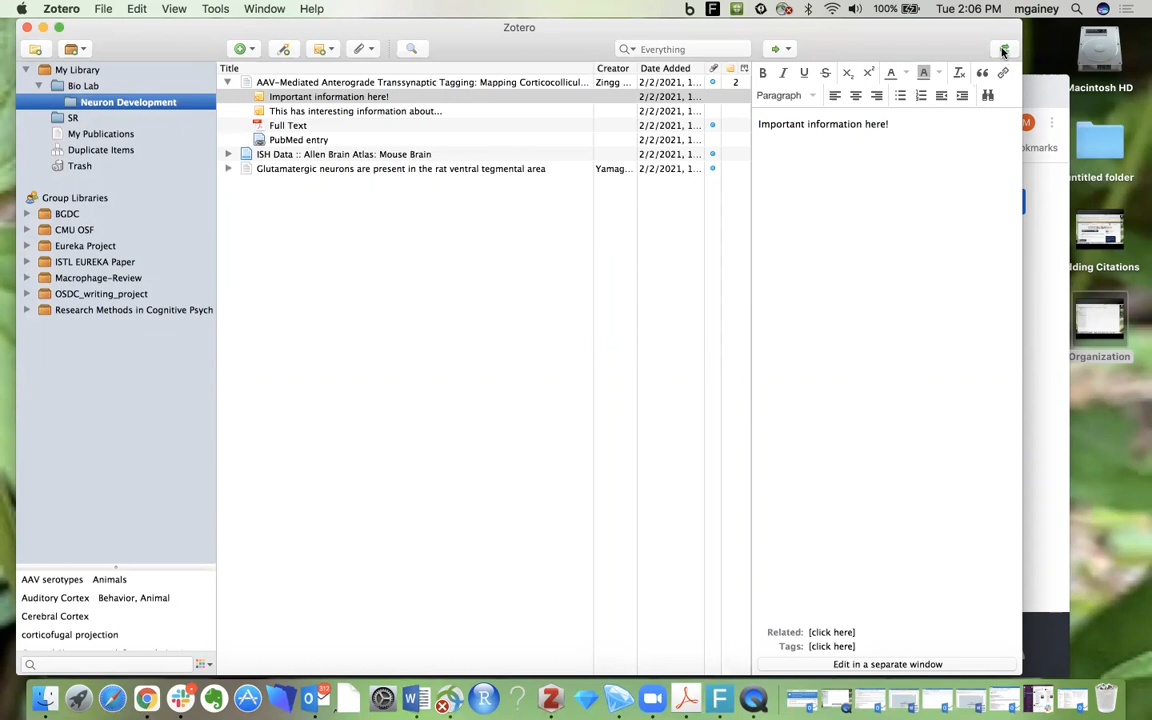 Zotero File Edit View Tools Window Help
100% Tue 2:06 PM mgainey
Zotero
Everything
My Library
Bio Lab
Neuron Development
SR
My Publications
Duplicate Items
Trash
Group Libraries
BGDC
CMU OSF
Eureka Project
ISTL EUREKA Paper
Macrophage-Review
OSDC_writing_project
Research Methods in Cognitive Psych
AAV serotypes Animals
Auditory Cortex Behavior, Animal
Cerebral Cortex
corticofugal projection
Title Creator Date Added
AAV-Mediated Anterograde Transsynaptic Tagging: Mapping Corticocollicul... Zingg ... 2/2/2021, 1... 2
Important information here! 2/2/2021, 1...
This has interesting information about... 2/2/2021, 1...
Full Text 2/2/2021, 1...
PubMed entry 2/2/2021, 1...
ISH Data :: Allen Brain Atlas: Mouse Brain 2/2/2021, 1...
Glutamatergic neurons are present in the rat ventral tegmental area Yamag... 2/2/2021, 1...
Paragraph
Important information here!
Related: [click here]
Tags: [click here]
Edit in a separate window
Macintosh HD
M
okmarks
ntitled folder
dding Citations
Organization
312